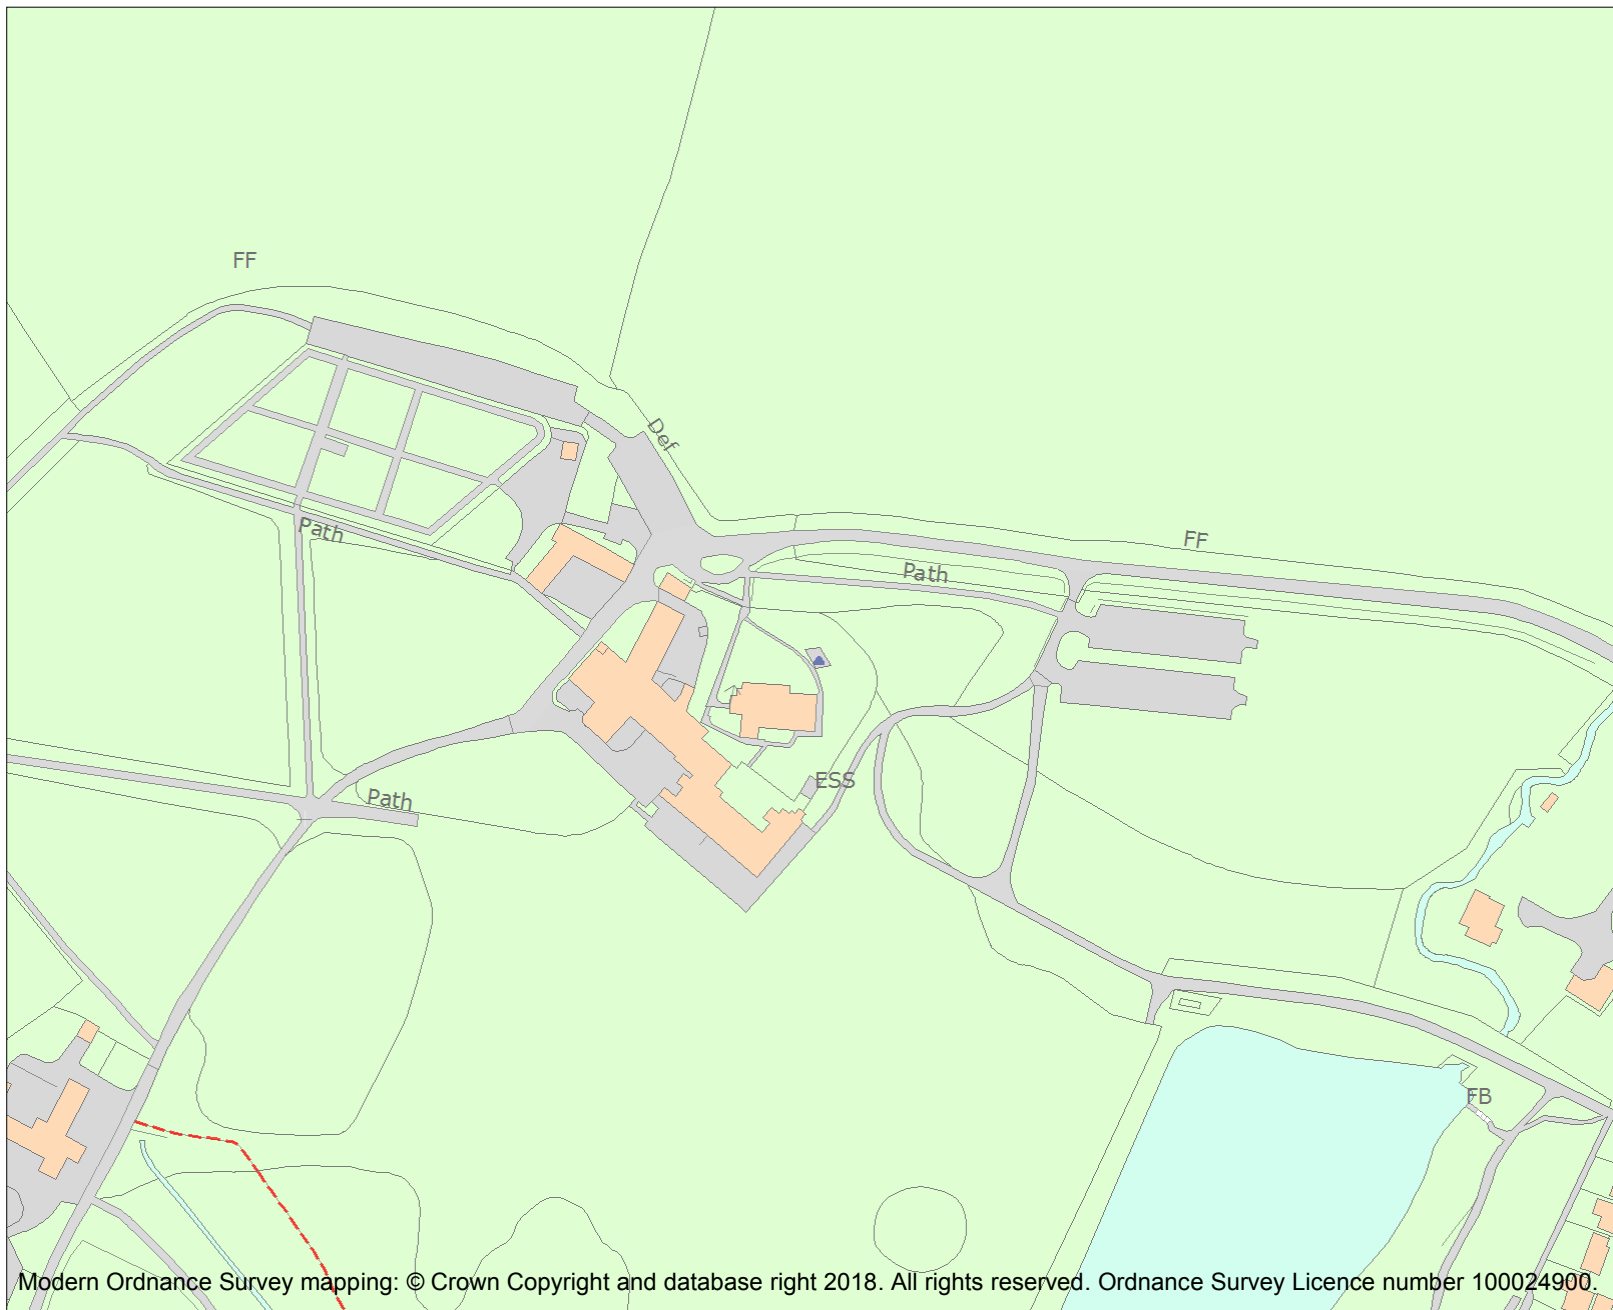 FF
Def
Path
FF
Path
ESS
Path
FB
Modern Ordnance Survey mapping: © Crown Copyright and database right 2018. All rights reserved. Ordnance Survey Licence number 100024900.